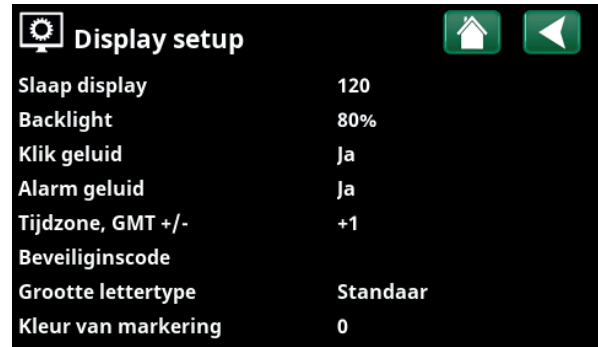 Display setup
Slaap display 120
Backlight 80%
Klik geluid Ja
Alarm geluid Ja
Tijdzone, GMT +/- +1
Beveiliginscode
Grootte lettertype Standaar
Kleur van markering 0